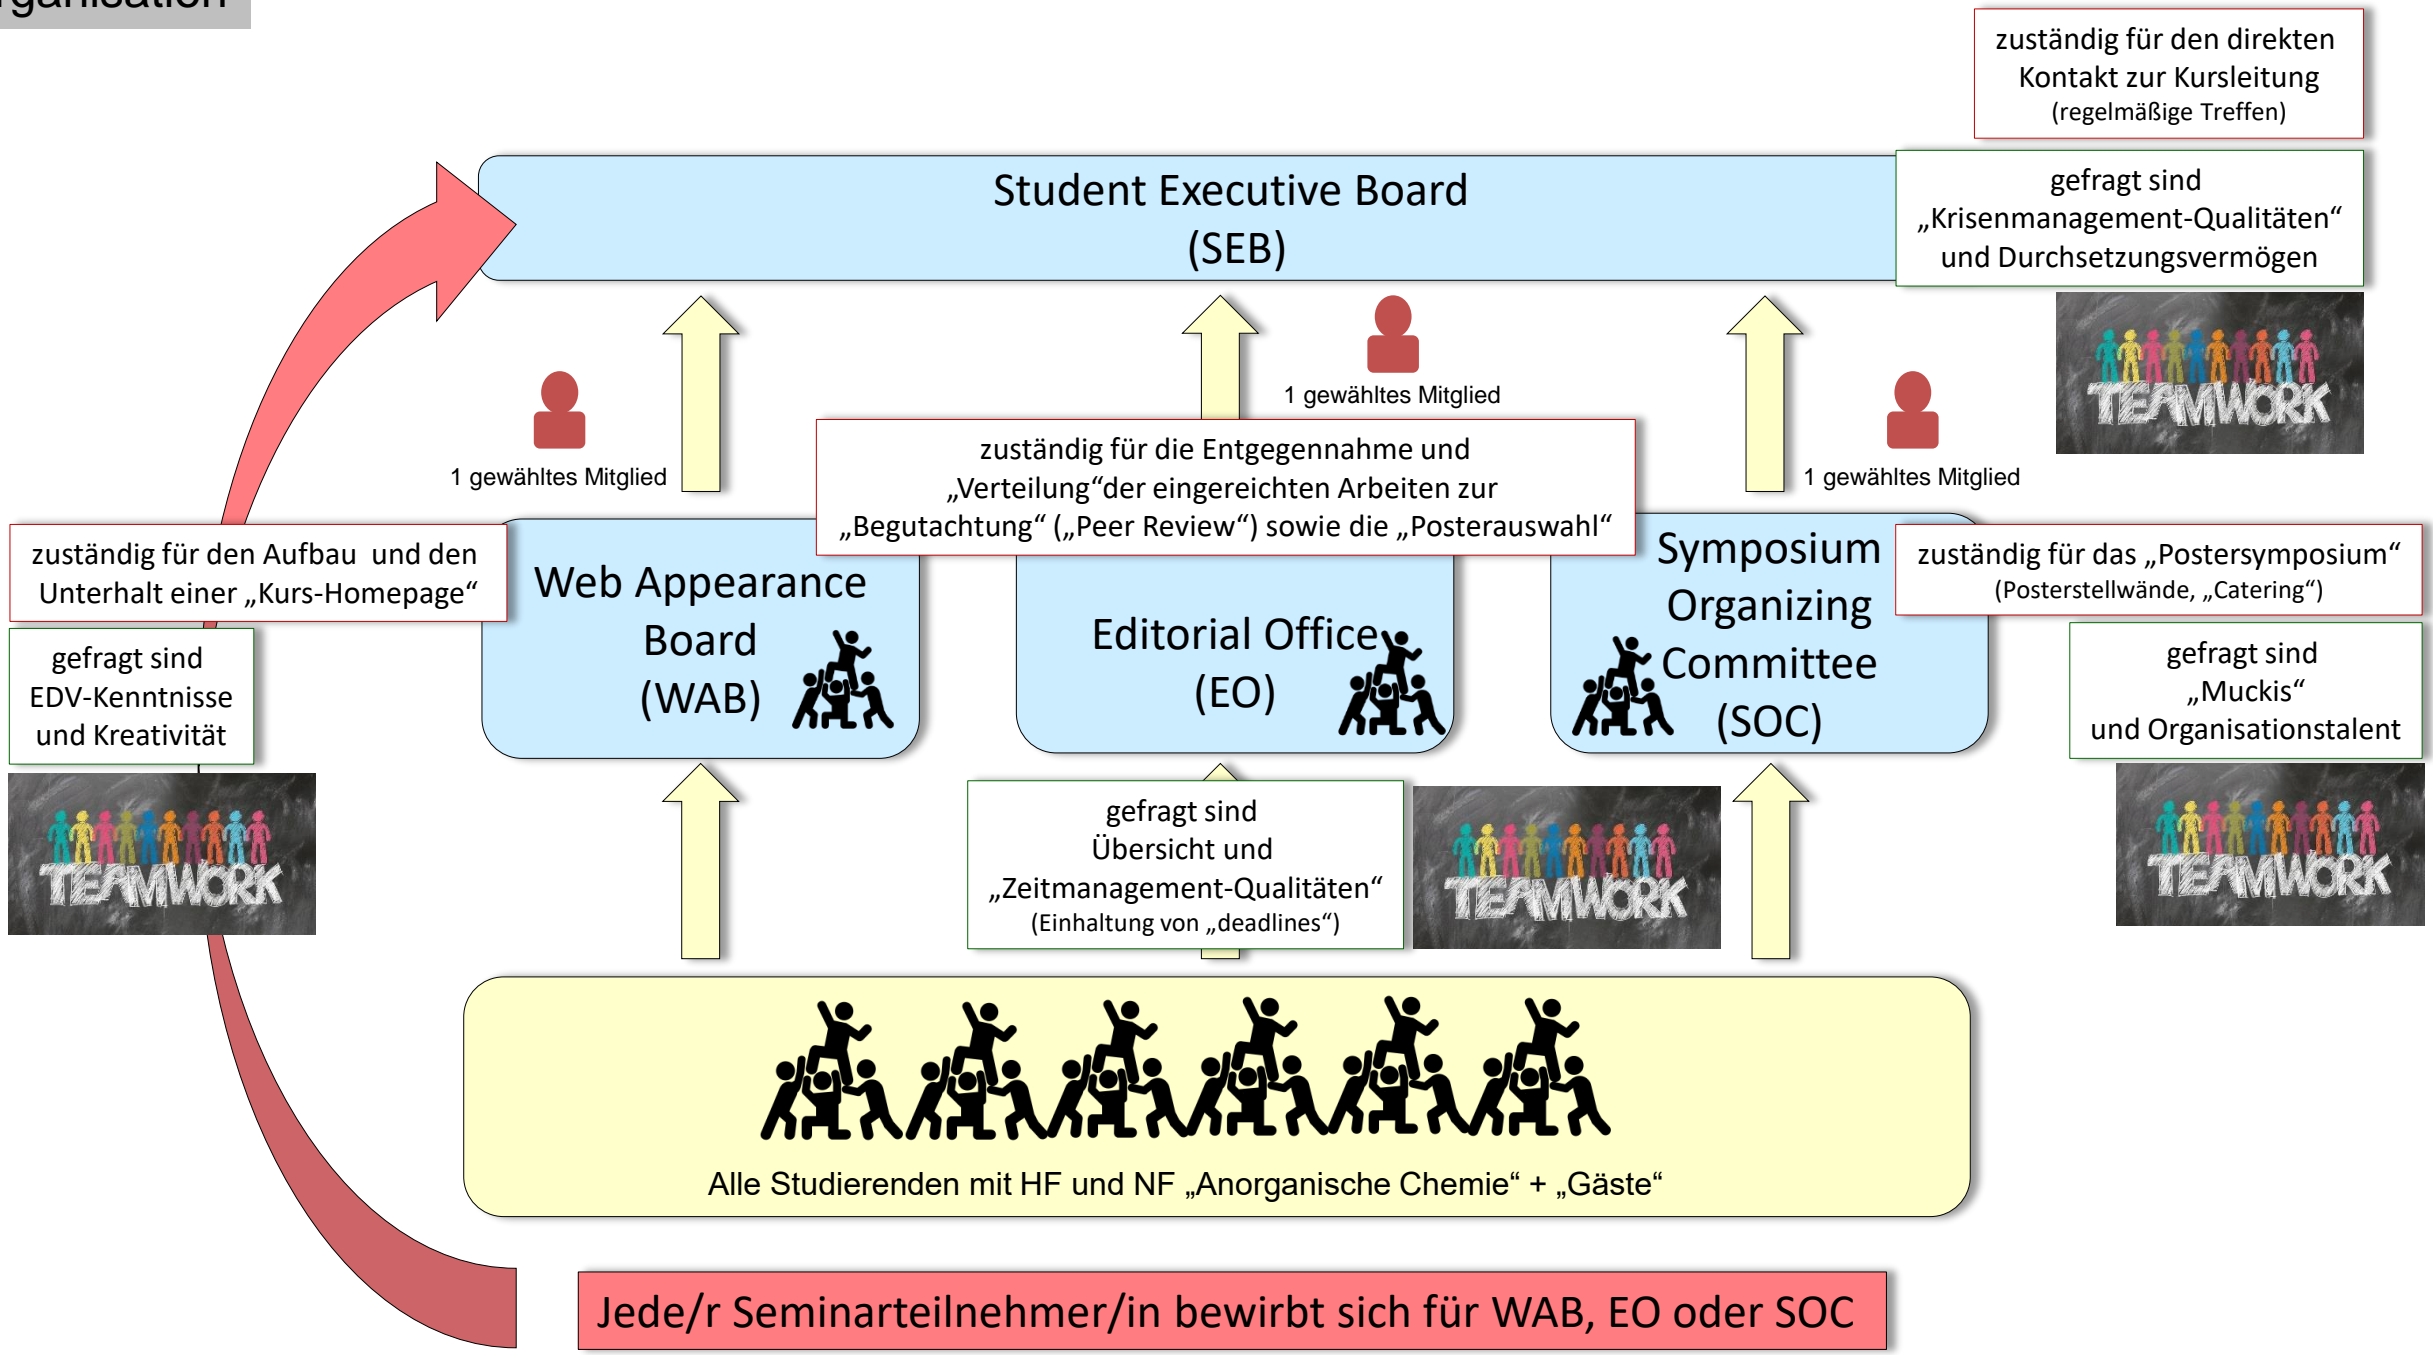 rganisation
zuständig für den direkten
Kontakt zur Kursleitung
(regelmäßige Treffen)
Student Executive Board
(SEB)
gefragt sind
„Krisenmanagement-Qualitäten“
und Durchsetzungsvermögen
TEAMWORK
1 gewähltes Mitglied
1 gewähltes Mitglied
1 gewähltes Mitglied
zuständig für die Entgegennahme und
„Verteilung“der eingereichten Arbeiten zur
„Begutachtung“ („Peer Review“) sowie die „Posterauswahl“
zuständig für den Aufbau  und den
Unterhalt einer „Kurs-Homepage“
gefragt sind
EDV-Kenntnisse
und Kreativität
TEAMWORK
Web Appearance
Board
(WAB)
Editorial Office
(EO)
Symposium
Organizing
Committee
(SOC)
zuständig für das „Postersymposium“
(Posterstellwände, „Catering“)
gefragt sind
„Muckis“
und Organisationstalent
TEAMWORK
gefragt sind
Übersicht und
„Zeitmanagement-Qualitäten“
(Einhaltung von „deadlines“)
TEAMWORK
Alle Studierenden mit HF und NF „Anorganische Chemie“ + „Gäste“
Jede/r Seminarteilnehmer/in bewirbt sich für WAB, EO oder SOC